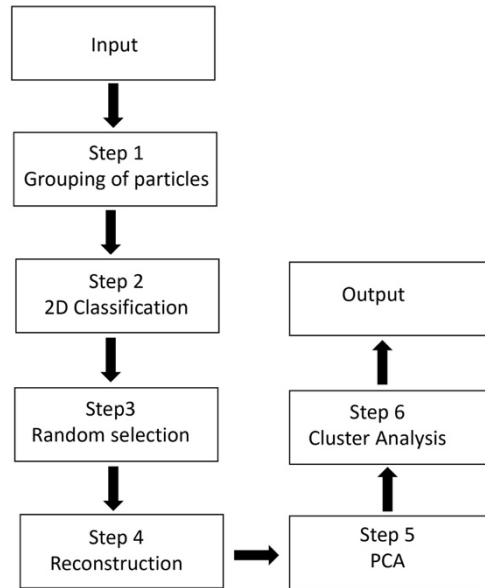 Input
Step 1
Grouping of particles
Step 2
2D Classification
Step3
Random selection
Step 4
Reconstruction
Step 5
PCA
Step 6
Cluster Analysis
Output